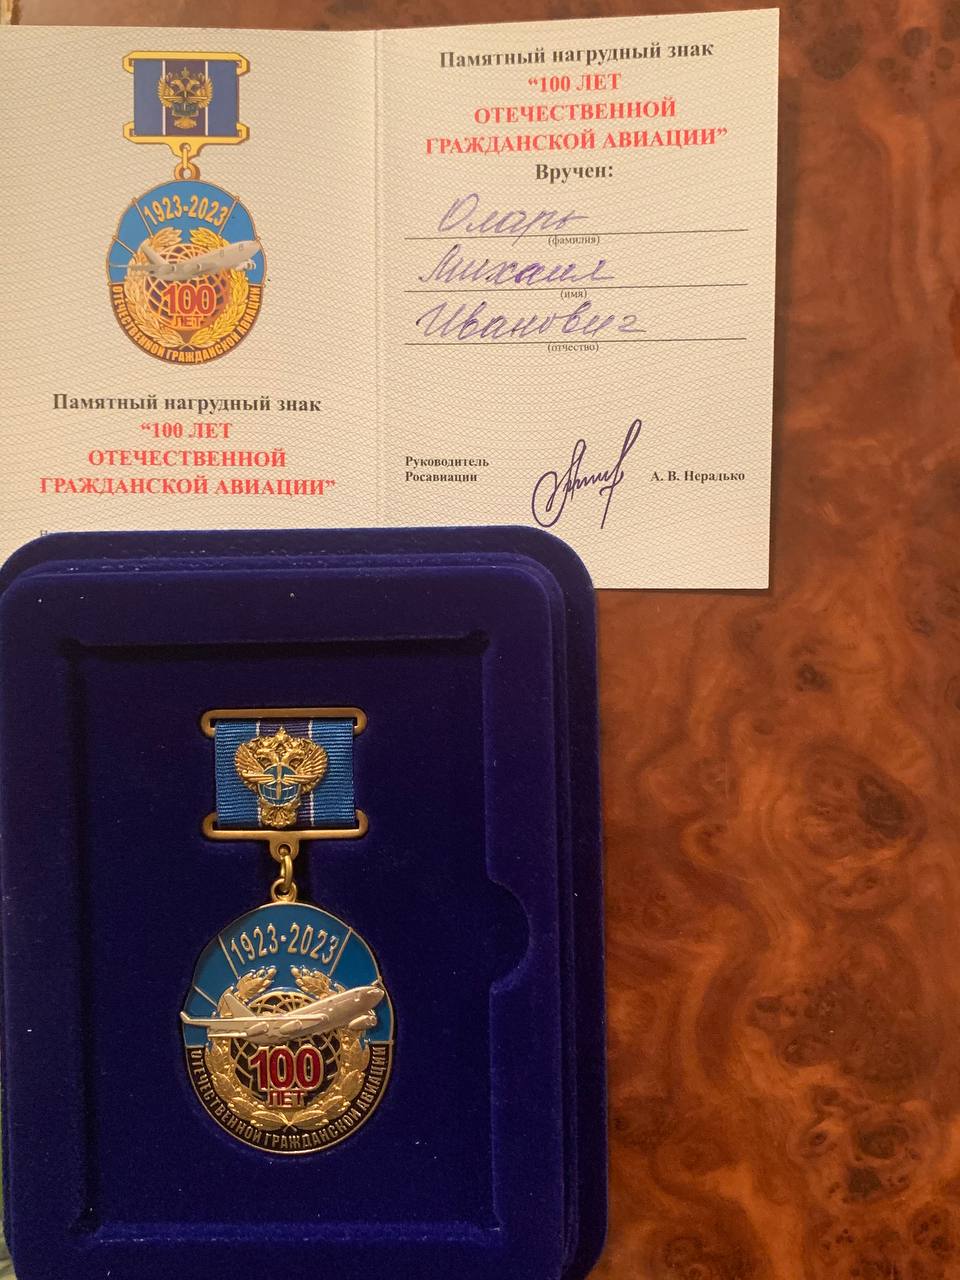 1923-2023
100
ЛЕТ
ОТЕЧЕСТВЕННОЙ ГРАЖДАНСКОЙ АВИАЦИИ
Памятный нагрудный знак
“100 ЛЕТ
ОТЕЧЕСТВЕННОЙ
ГРАЖДАНСКОЙ АВИАЦИИ”
Памятный нагрудный знак
“100 ЛЕТ
ОТЕЧЕСТВЕННОЙ
ГРАЖДАНСКОЙ АВИАЦИИ”
Вручен:
Оларь
(фамилия)
Михаил
(имя)
Иванович
(отчество)
Руководитель
Росавиации
А. В. Нерадько
1923-2023
100
ЛЕТ
ОТЕЧЕСТВЕННОЙ ГРАЖДАНСКОЙ АВИАЦИИ